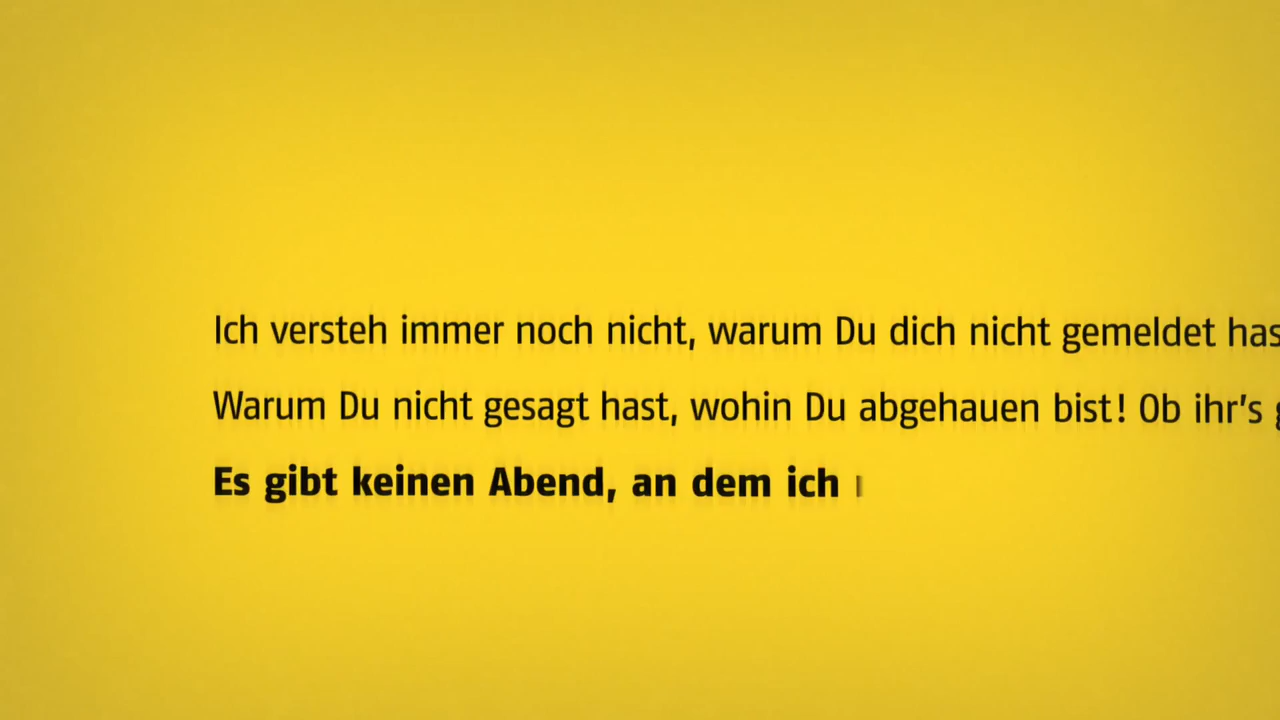 Ich versteh immer noch nicht, warum Du dich nicht gemeldet
Warum Du nicht gesagt hast, wohin Du abgehauen bist! Ob ihr's
Es gibt keinen Abend, an dem ich